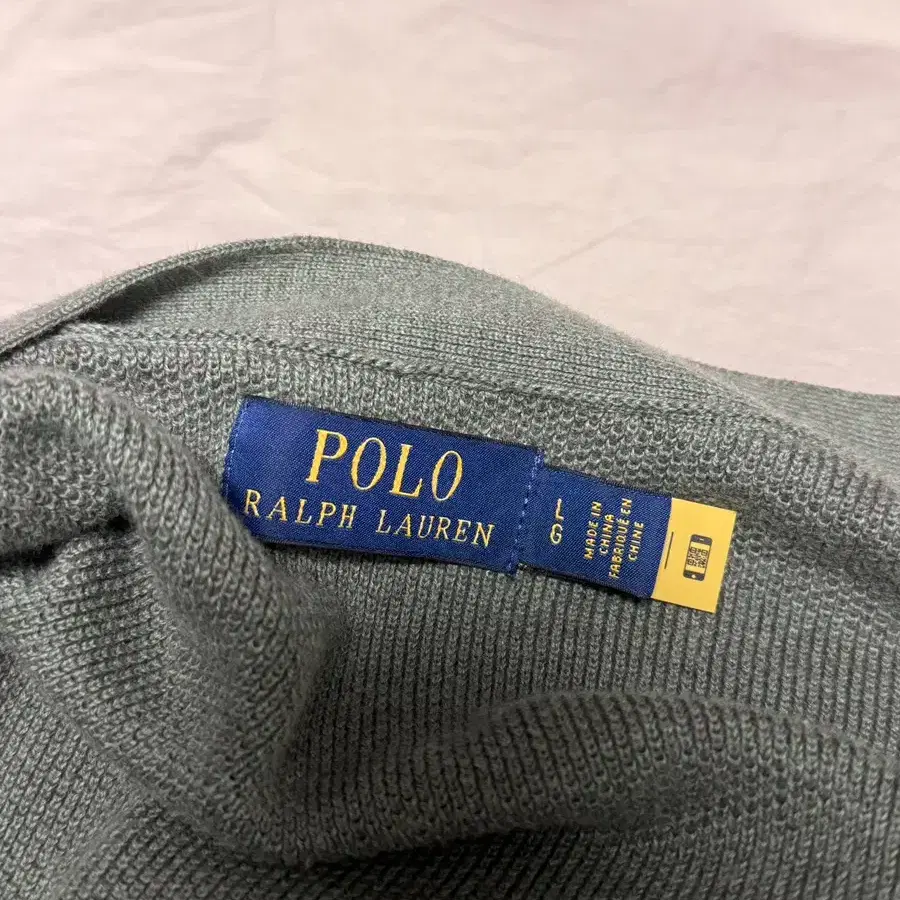 POLO
RALPH LAUREN
L
G
MADE IN
CHINA
FABRIQUÉ EN
CHINE